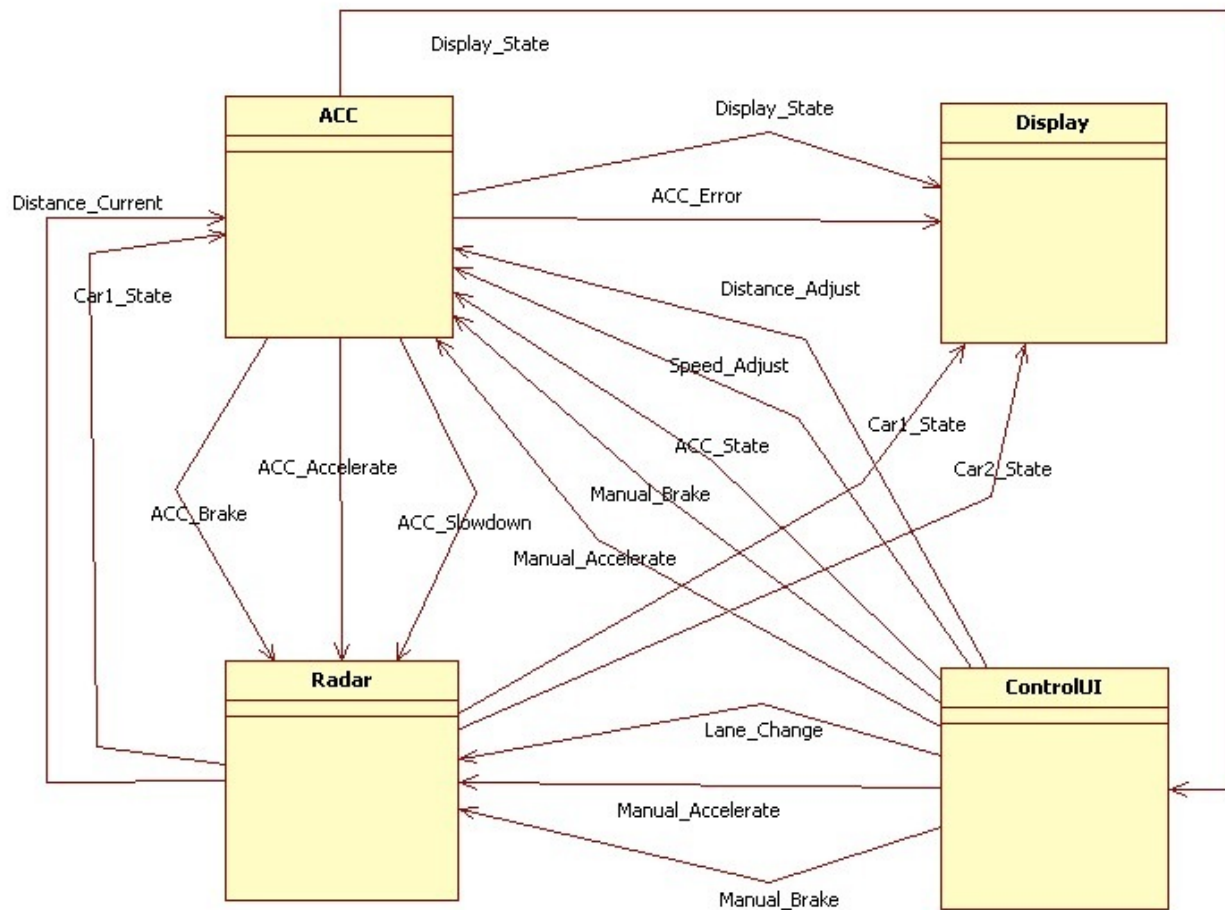 Display_State
ACC
Display_State
Display
ACC_Error
Distance_Current
Car1_State
Distance_Adjust
Speed_Adjust
Car1_State
ACC_State
Car2_State
ACC_Accelerate
Manual_Brake
ACC_Brake
ACC_Slowdown
Manual_Accelerate
Radar
ControlUI
Lane_Change
Manual_Accelerate
Manual_Brake